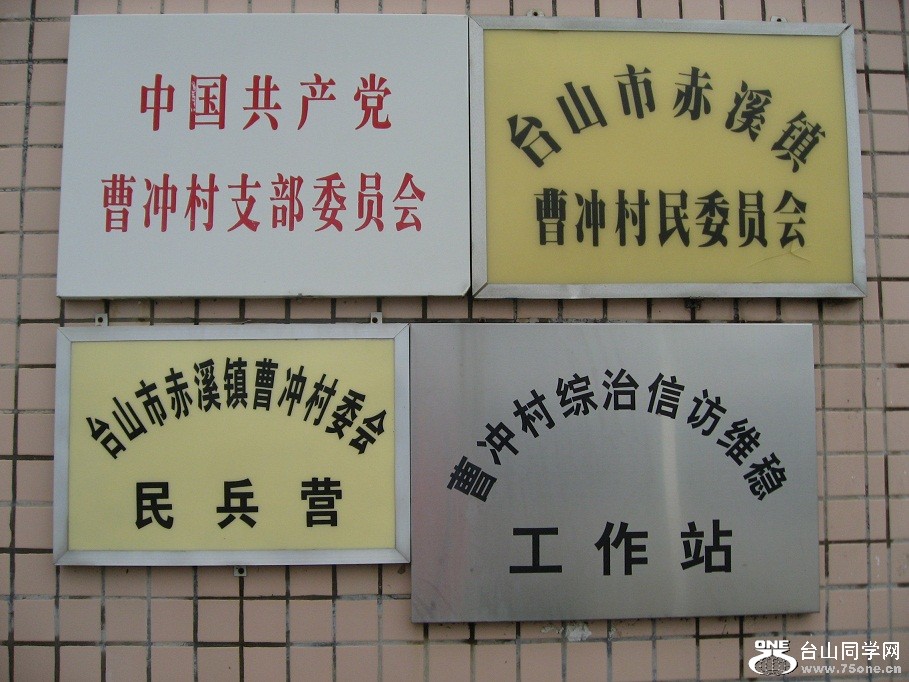 中国共产党
曹冲村支部委员会
台山市赤溪镇
曹冲村民委员会
台山市赤溪镇曹冲村委会
民兵营
曹冲村综治信访维稳
工作站
ONE 台山同学网
www.75one.cn